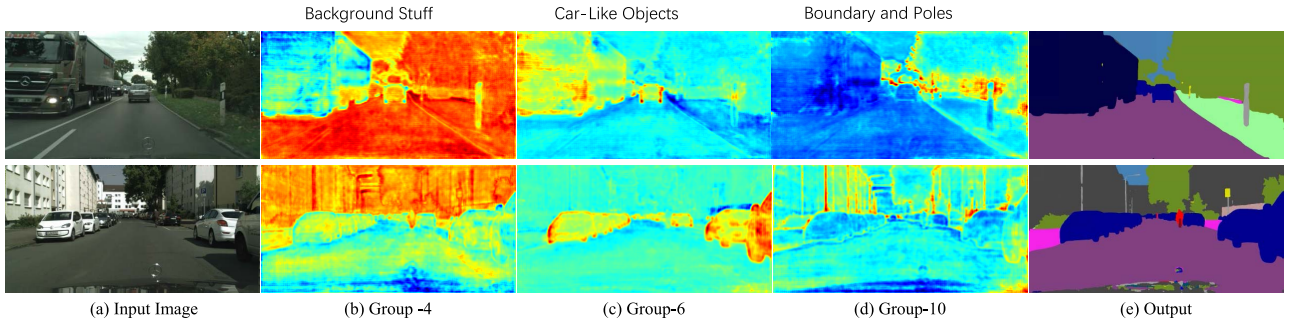 Background Stuff
Car-Like Objects
Boundary and Poles
(a) Input Image
(b) Group -4
(c) Group-6
(d) Group-10
(e) Output